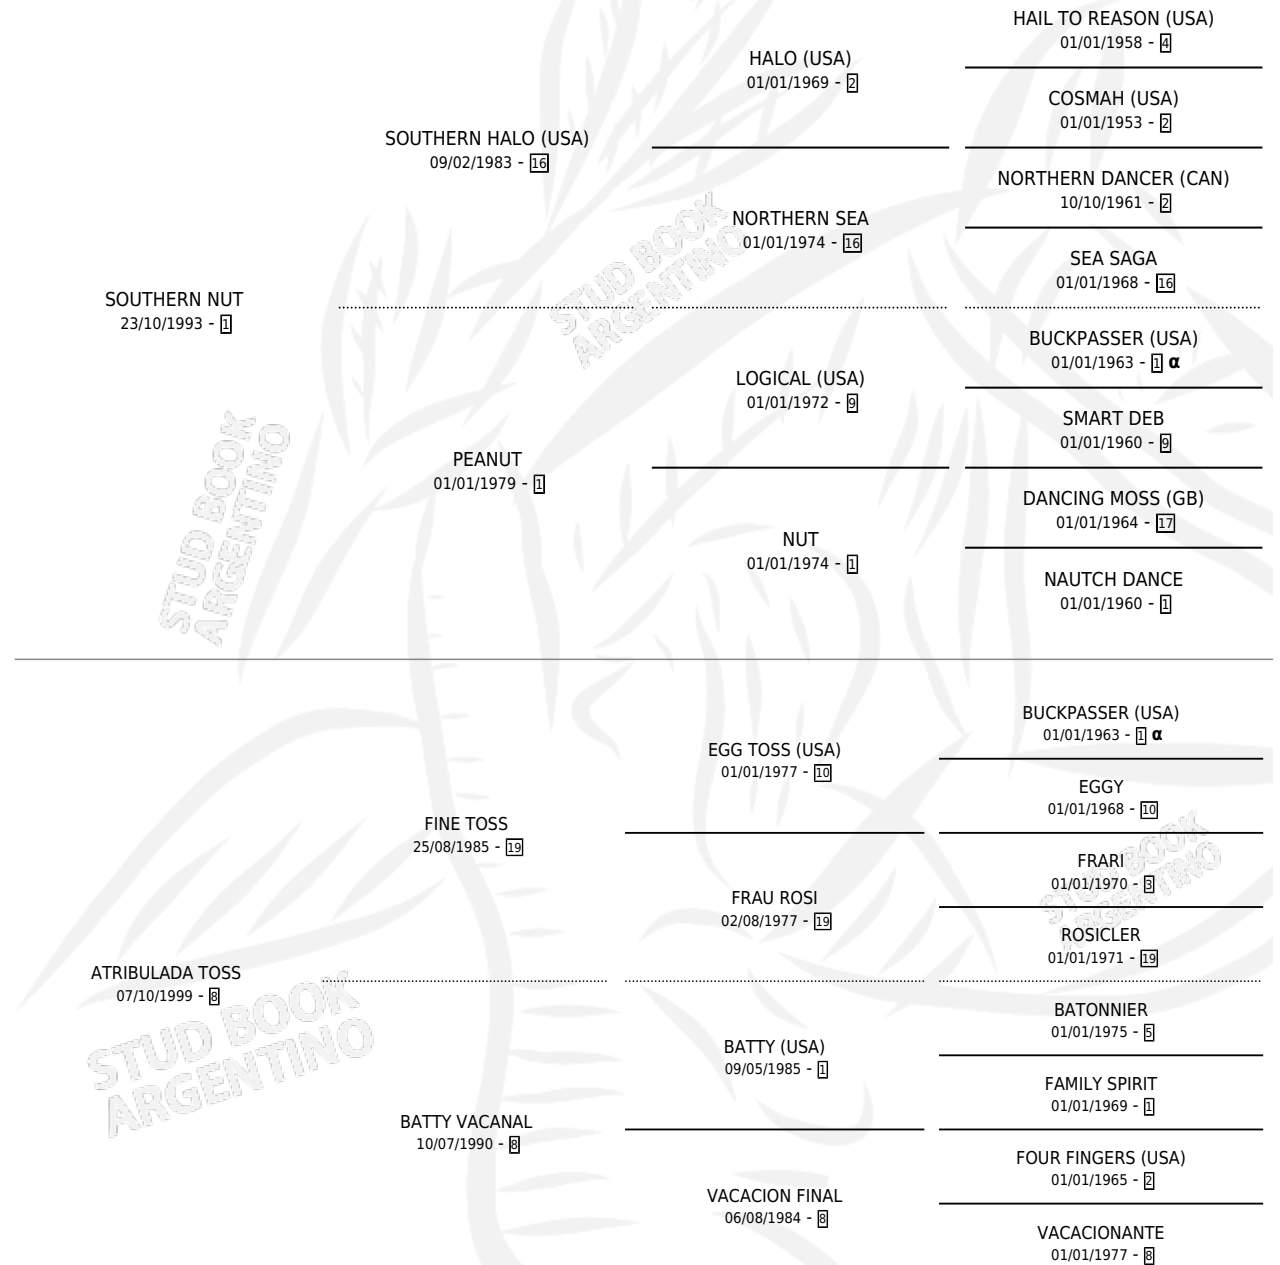 HAIL TO REASON (USA)
01/01/1958 - 4
HALO (USA)
01/01/1969 - 2
COSMAH (USA)
01/01/1953 - 2
SOUTHERN HALO (USA)
09/02/1983 - 16
NORTHERN DANCER (CAN)
10/10/1961 - 2
NORTHERN SEA
01/01/1974 - 16
SEA SAGA
01/01/1968 - 16
SOUTHERN NUT
23/10/1993 - 1
BUCKPASSER (USA)
01/01/1963 - 1 α
LOGICAL (USA)
01/01/1972 - 9
SMART DEB
01/01/1960 - 9
PEANUT
01/01/1979 - 1
DANCING MOSS (GB)
01/01/1964 - 17
NUT
01/01/1974 - 1
NAUTCH DANCE
01/01/1960 - 1
BUCKPASSER (USA)
01/01/1963 - 1 α
EGG TOSS (USA)
01/01/1977 - 10
EGGY
01/01/1968 - 10
FINE TOSS
25/08/1985 - 19
FRARI
01/01/1970 - 3
FRAU ROSI
02/08/1977 - 19
ROSICLER
01/01/1971 - 19
ATRIBULADA TOSS
07/10/1999 - 8
BATONNIER
01/01/1975 - 5
BATTY (USA)
09/05/1985 - 1
FAMILY SPIRIT
01/01/1969 - 1
BATTY VACANAL
10/07/1990 - 8
FOUR FINGERS (USA)
01/01/1965 - 2
VACACION FINAL
06/08/1984 - 8
VACACIONANTE
01/01/1977 - 8
STUD BOOK
ARGENTINO
STUD BOOK
ARGENTINO
STUD BOOK
ARGENTINO
STUD BOOK
ARGENTINO